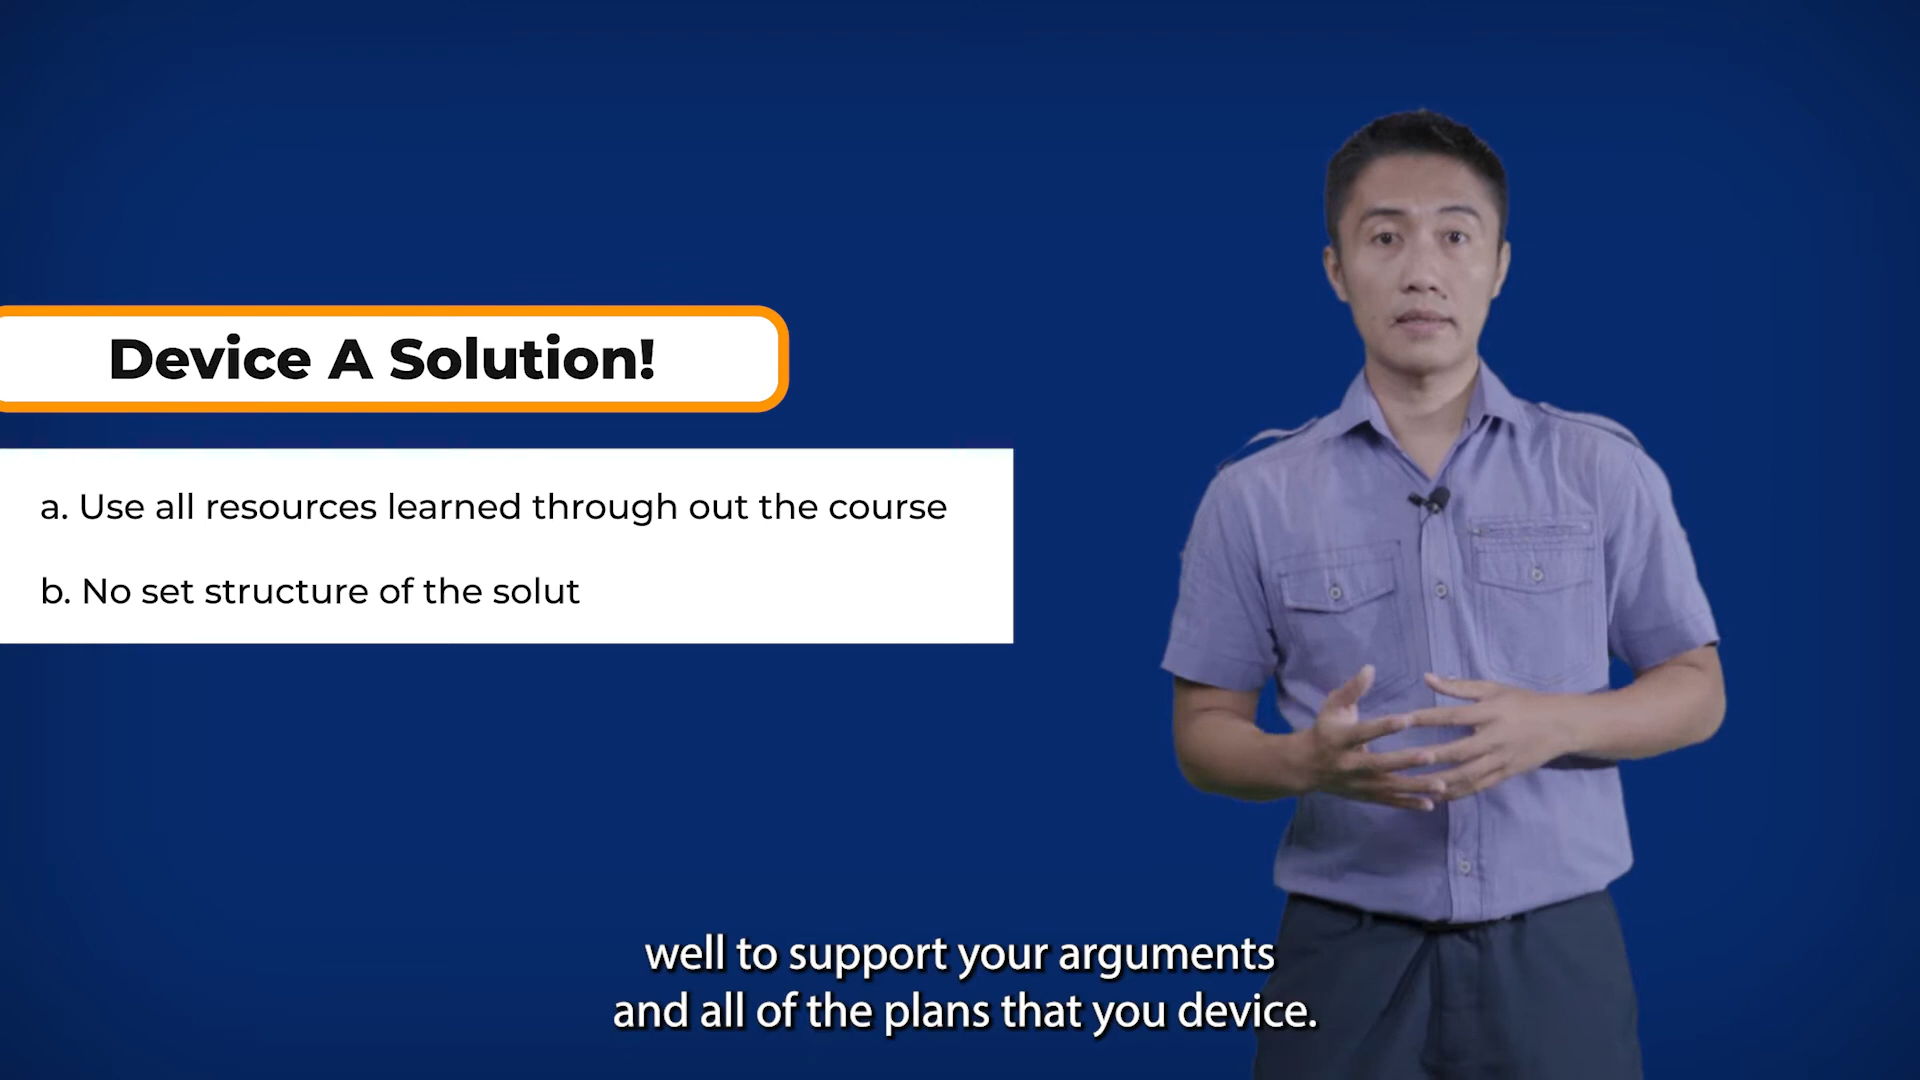 Device A Solution!
a. Use all resources learned through out the course
b. No set structure of the solut
well to support your arguments
and all of the plans that you device.